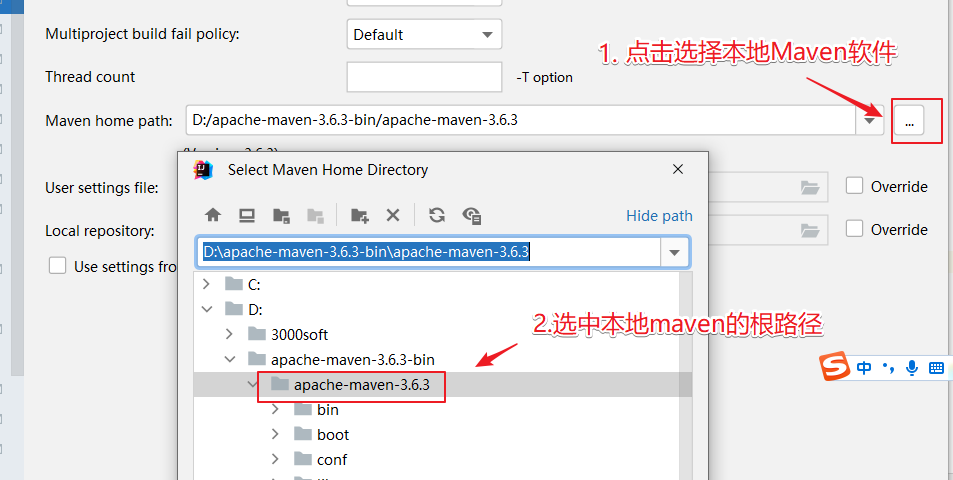 Multiproject build fail policy:
Default
1. 点击选择本地Maven软件
Thread count
-T option
Maven home path:
D:/apache-maven-3.6.3-bin/apache-maven-3.6.3
...
Select Maven Home Directory
User settings file:
Override
Hide path
Local repository:
Override
D:\apache-maven-3.6.3-bin\apache-maven-3.6.3
Use settings fro
C:
D:
2.选中本地maven的根路径
3000soft
apache-maven-3.6.3-bin
中
apache-maven-3.6.3
bin
boot
conf